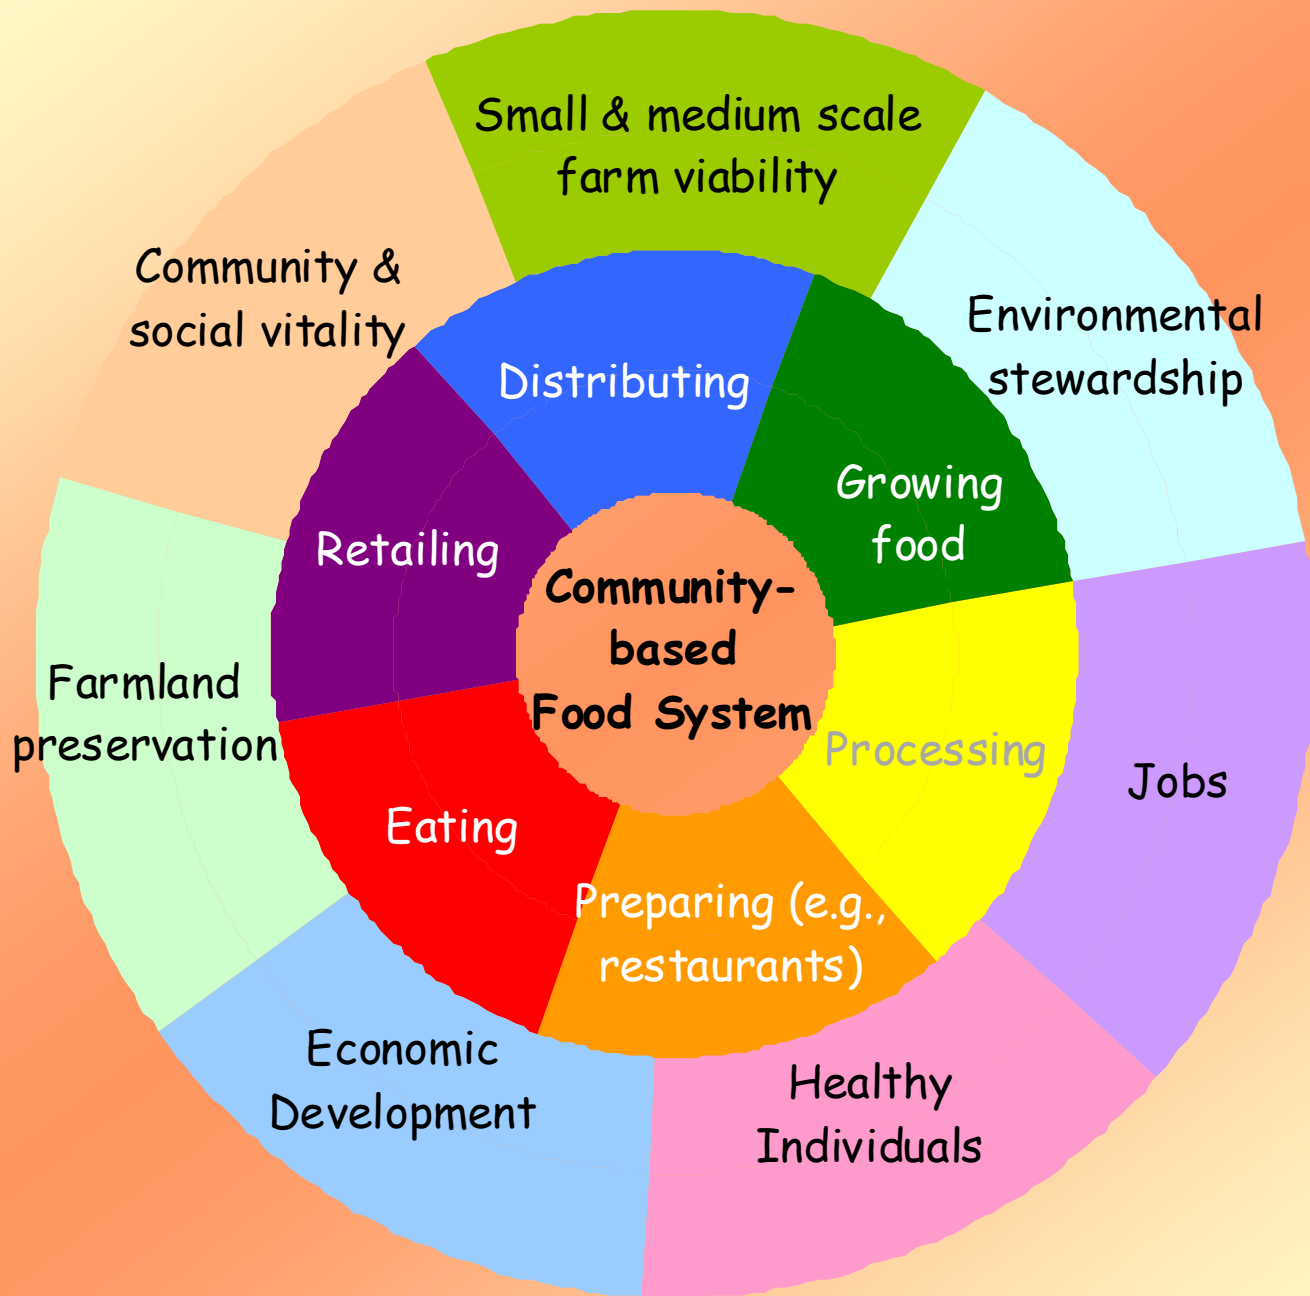 Small & medium scale
farm viability
Community &
social vitality
Environmental
stewardship
Distributing
Growing
food
Retailing
Community-
based
Food System
Farmland
preservation
Processing
Jobs
Eating
Preparing (e.g.,
restaurants)
Economic
Development
Healthy
Individuals